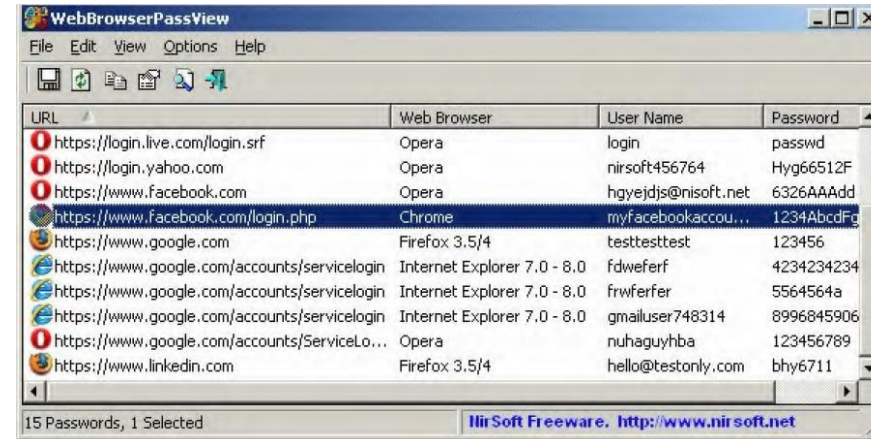 WebBrowserPassView
File Edit View Options Help
URL Web Browser User Name Password
https://login.live.com/login.srf Opera login passwd
https://login.yahoo.com Opera nirsoft456764 Hyg66512F
https://www.facebook.com Opera hgyejdjs@nisoft.net 6326AAAdd
https://www.facebook.com/login.php Chrome myfacebookaccou... 1234AbcdFg
https://www.google.com Firefox 3.5/4 testtesttest 123456
https://www.google.com/accounts/servicelogin Internet Explorer 7.0 - 8.0 fdweferf 4234234234
https://www.google.com/accounts/servicelogin Internet Explorer 7.0 - 8.0 frwferfer 5564564a
https://www.google.com/accounts/servicelogin Internet Explorer 7.0 - 8.0 gmailuser748314 8996845906
https://www.google.com/accounts/ServiceLo... Opera nuhaguyhba 123456789
https://www.linkedin.com Firefox 3.5/4 hello@testonly.com bhy6711
15 Passwords, 1 Selected NirSoft Freeware. http://www.nirsoft.net